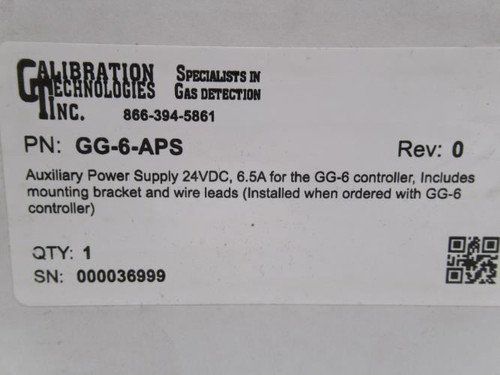 CALIBRATION
TECHNOLOGIES
INC.
SPECIALISTS IN
GAS DETECTION
866-394-5861
PN: GG-6-APS
Rev: 0
Auxiliary Power Supply 24VDC, 6.5A for the GG-6 controller, Includes
mounting bracket and wire leads (Installed when ordered with GG-6
controller)
QTY: 1
SN: 000036999